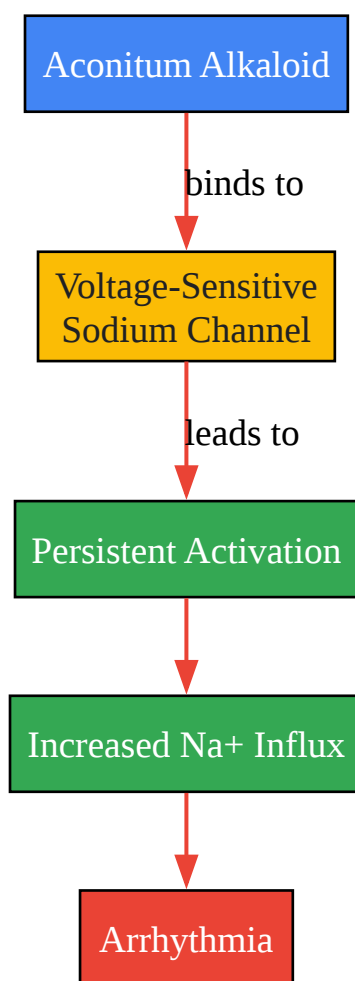 Aconitum Alkaloid
binds to
Voltage-Sensitive
Sodium Channel
leads to
Persistent Activation
Increased Na+ Influx
Arrhythmia